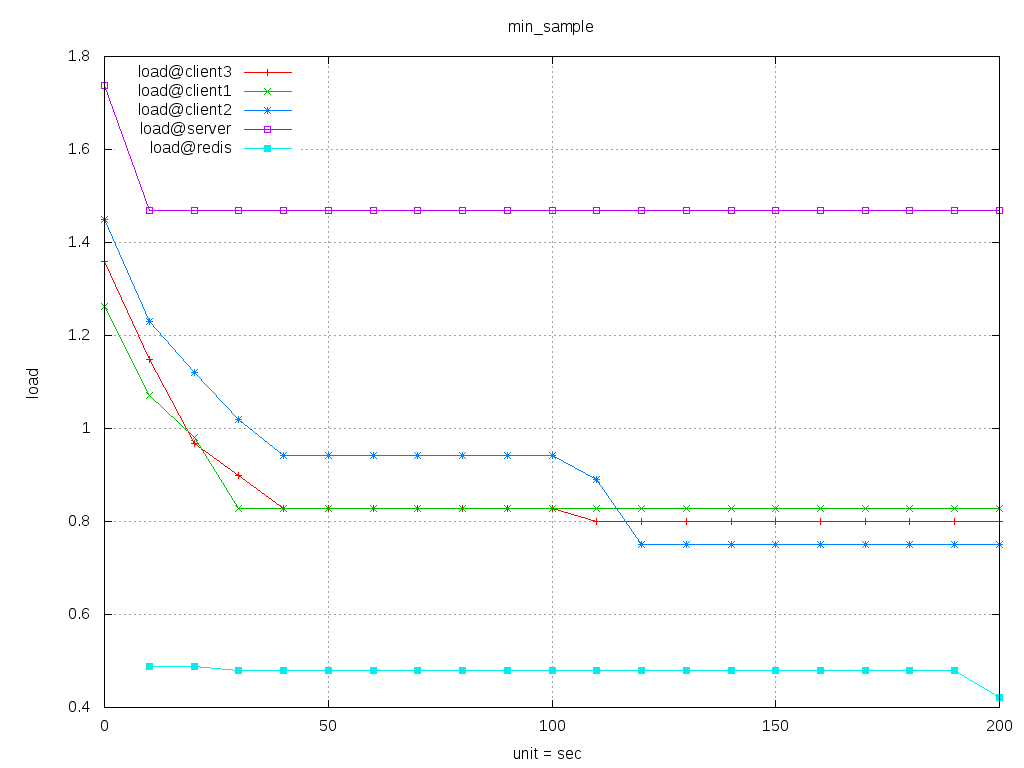 min_sample
1.8
load@client3
load@client1
load@client2
load@server
load@redis
1.6
1.4
1.2
load
1
0.8
0.6
0.4
0 50 100 150 200
unit = sec